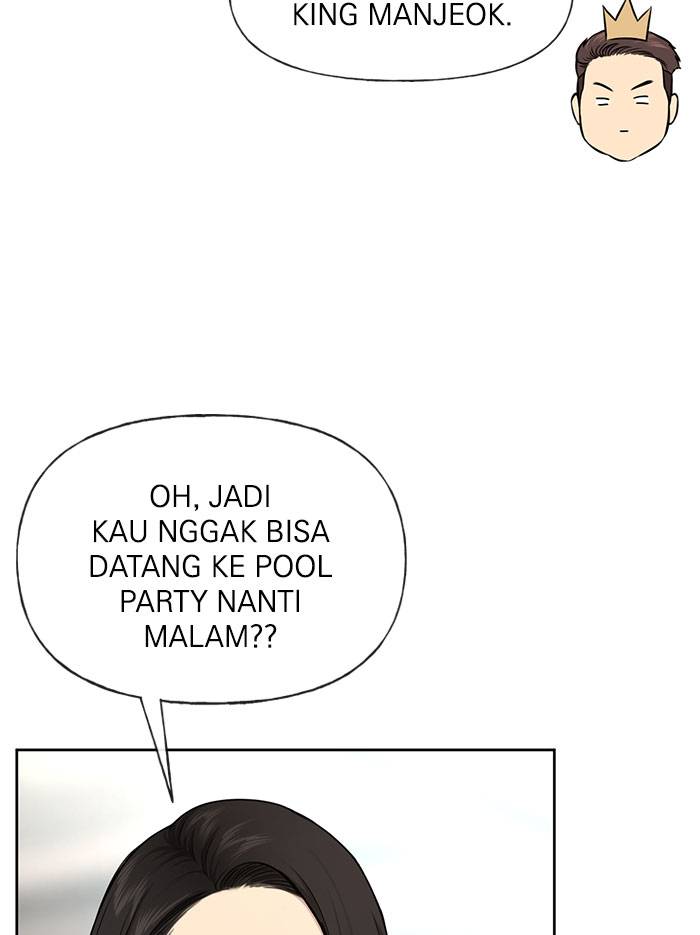 KING MANJEOK.
OH, JADI
KAU NGGAK BISA
DATANG KE POOL
PARTY NANTI
MALAM??